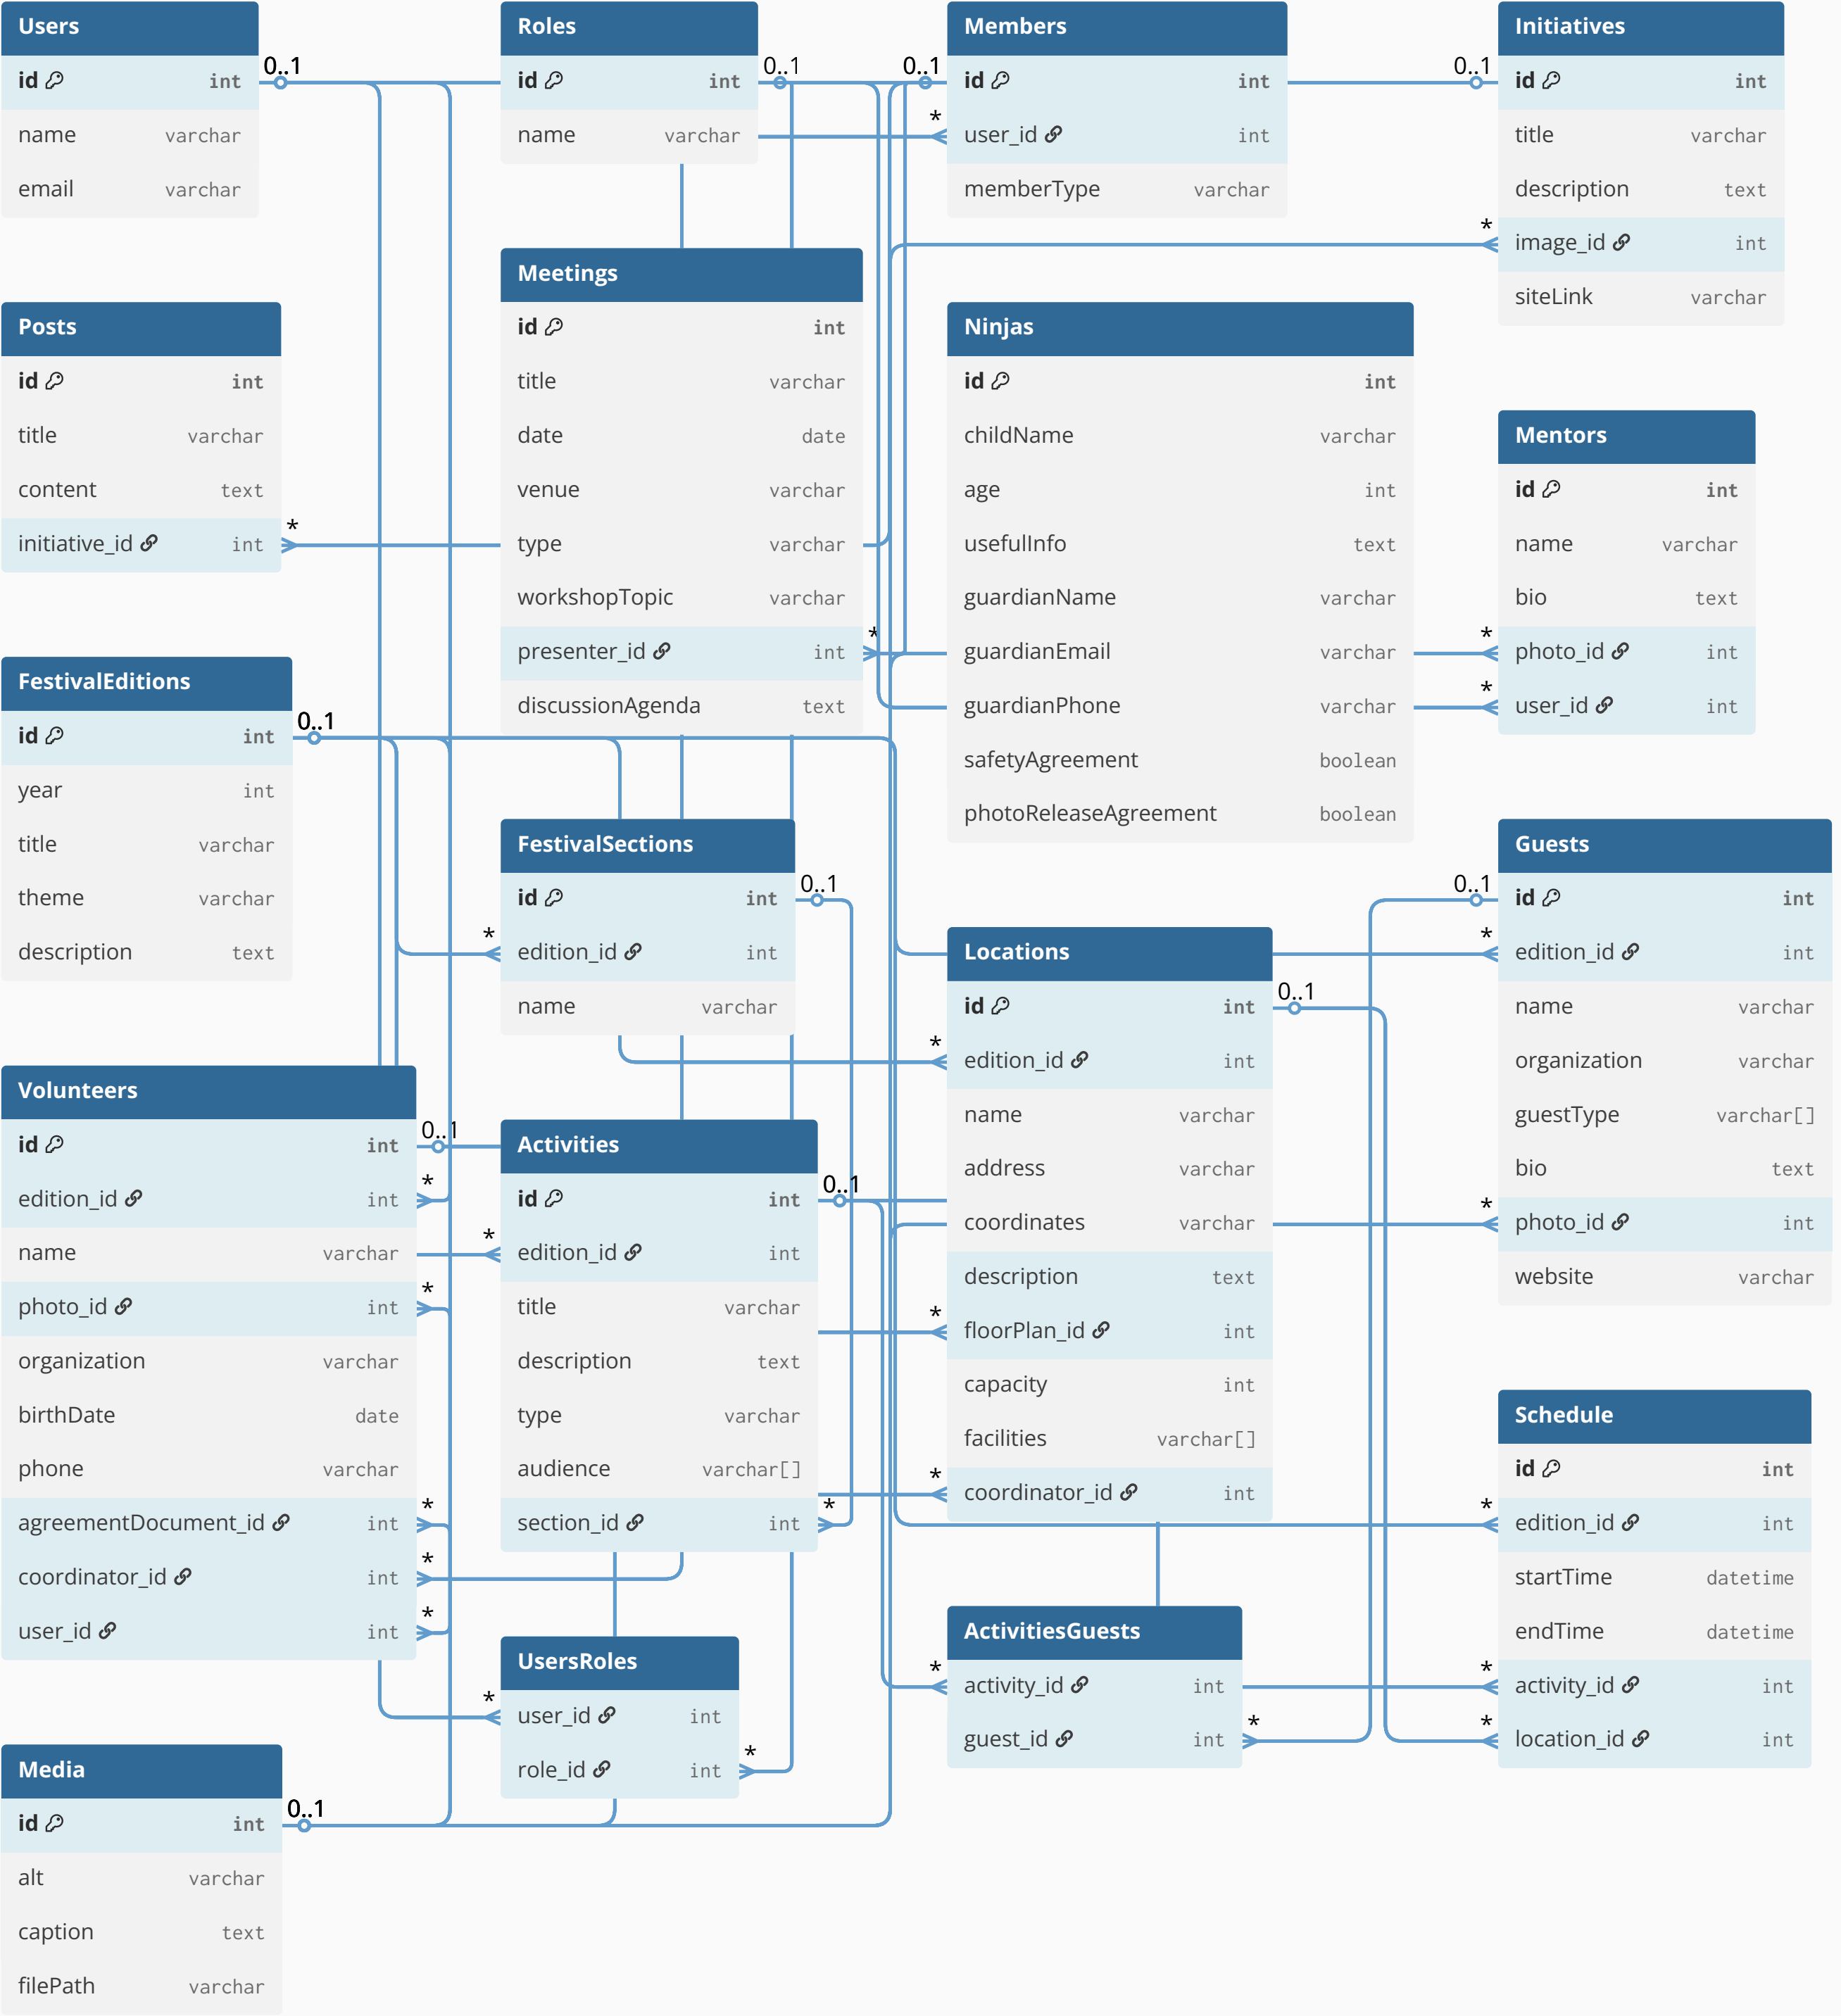 Users
id int
name varchar
email varchar
0..1
Roles
id int
name varchar
0..1
Members
0..1
id int
*
user_id int
memberType varchar
Initiatives
0..1
id int
title varchar
description text
*
image_id int
siteLink varchar
Posts
id int
title varchar
content text
initiative_id int
*
Meetings
id int
title varchar
date date
venue varchar
type varchar
workshopTopic varchar
presenter_id int
*
discussionAgenda text
Ninjas
id int
childName varchar
age int
usefulInfo text
guardianName varchar
guardianEmail varchar
guardianPhone varchar
safetyAgreement boolean
photoReleaseAgreement boolean
Mentors
id int
name varchar
bio text
*
photo_id int
*
user_id int
FestivalEditions
0..1
id int
year int
title varchar
theme varchar
description text
FestivalSections
0..1
id int
*
edition_id int
name varchar
Locations
0..1
id int
*
edition_id int
name varchar
address varchar
coordinates varchar
description text
*
floorPlan_id int
capacity int
facilities varchar[]
*
coordinator_id int
Guests
0..1
id int
*
edition_id int
name varchar
organization varchar
guestType varchar[]
bio text
*
photo_id int
website varchar
Volunteers
0..1
id int
*
edition_id int
name varchar
*
photo_id int
organization varchar
birthDate date
phone varchar
*
agreementDocument_id int
*
coordinator_id int
*
user_id int
Activities
0..1
id int
*
edition_id int
title varchar
description text
type varchar
audience varchar[]
*
section_id int
Schedule
id int
*
edition_id int
startTime datetime
endTime datetime
*
activity_id int
*
location_id int
UsersRoles
*
user_id int
*
role_id int
ActivitiesGuests
*
activity_id int
*
guest_id int
Media
0..1
id int
alt varchar
caption text
filePath varchar